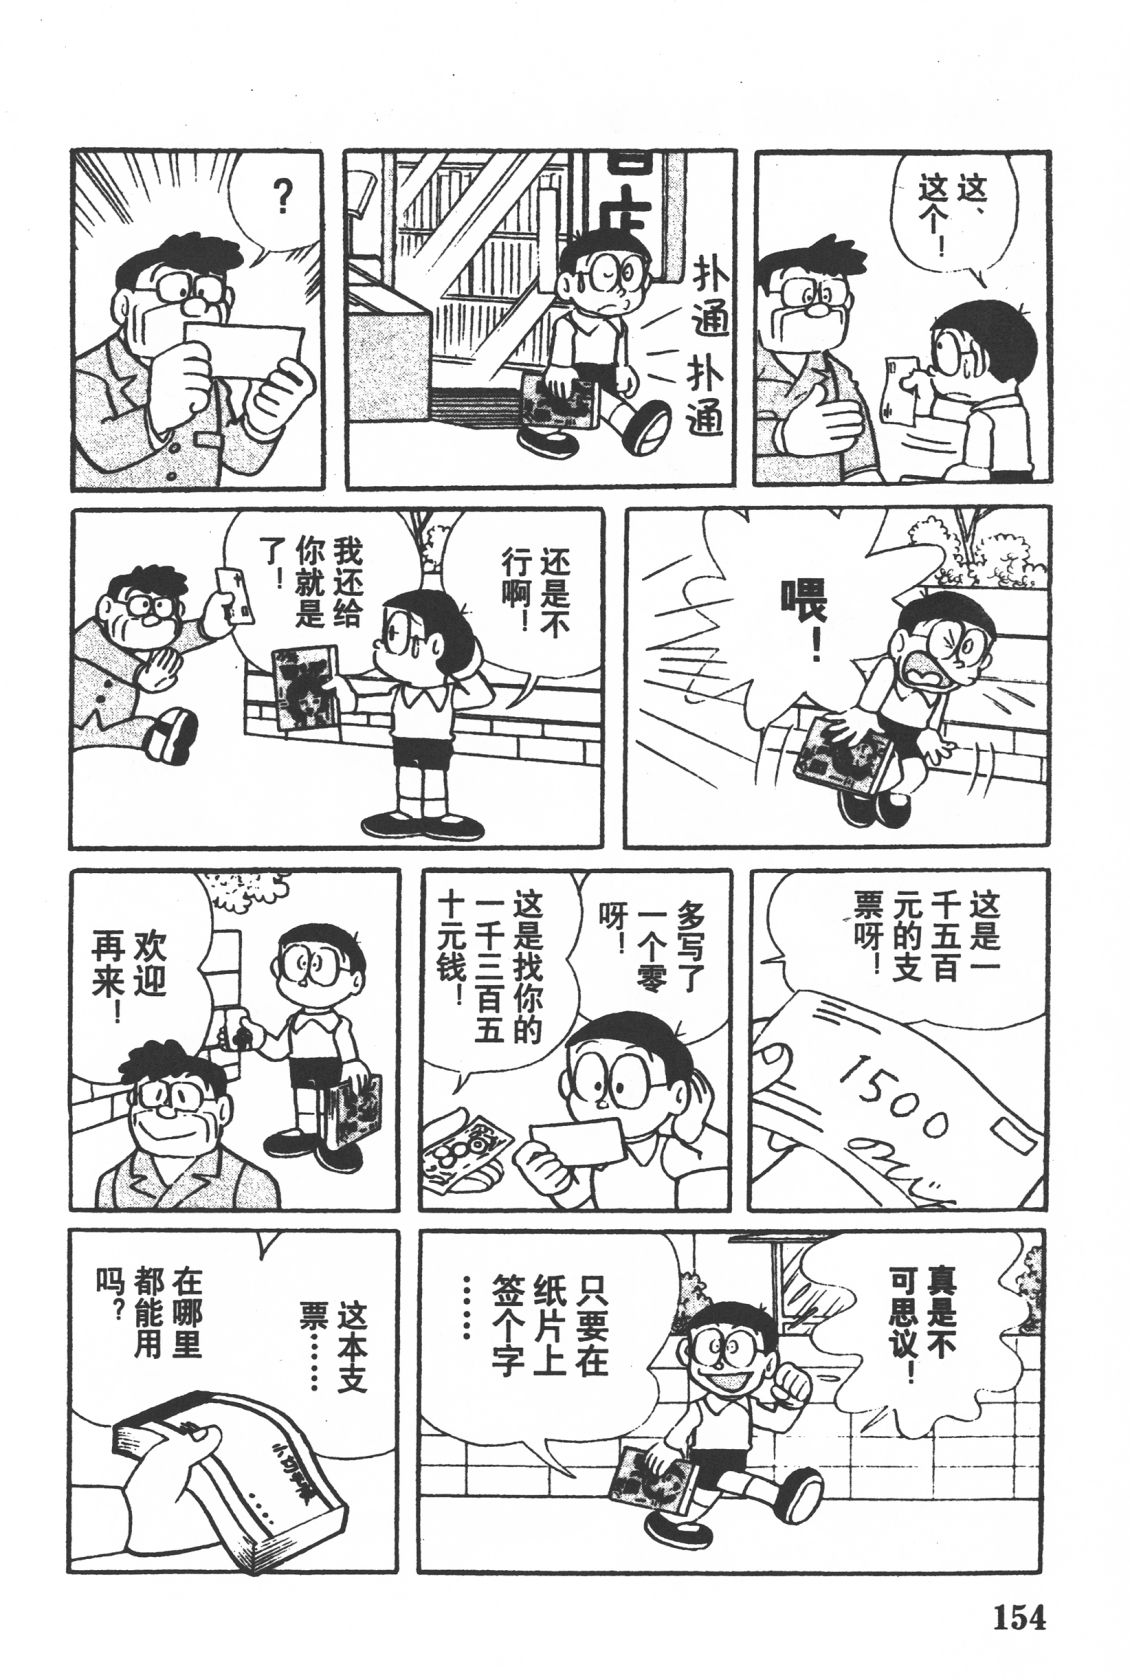 这、
这个！
扑通
扑通
？
喂！
还是不
行啊！
我还给
你就是
了！
这是一
千五百
元的支
票呀！
1500
多写了
一个零
呀！
这是找你的
一千三百五
十元钱！
欢迎
再来！
真是不
可思议！
只要在
纸片上
签个字
……
这本支
票……
在哪里
都能用
吗？
154